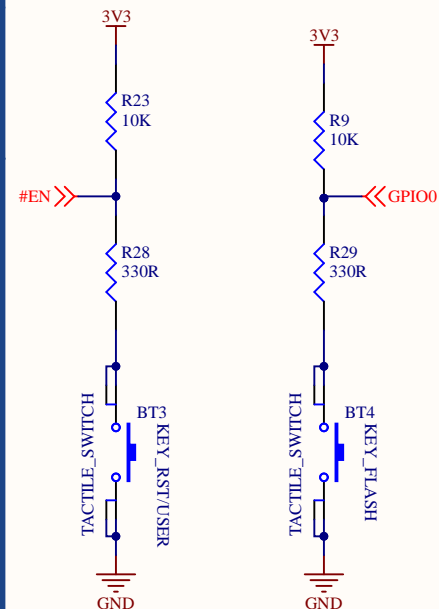 3V3
R23
10K
#EN
R28
330R
BT3
TACTILE_SWITCH
KEY_RST/USER
GND
3V3
R9
10K
GPIO0
R29
330R
BT4
TACTILE_SWITCH
KEY_FLASH
GND